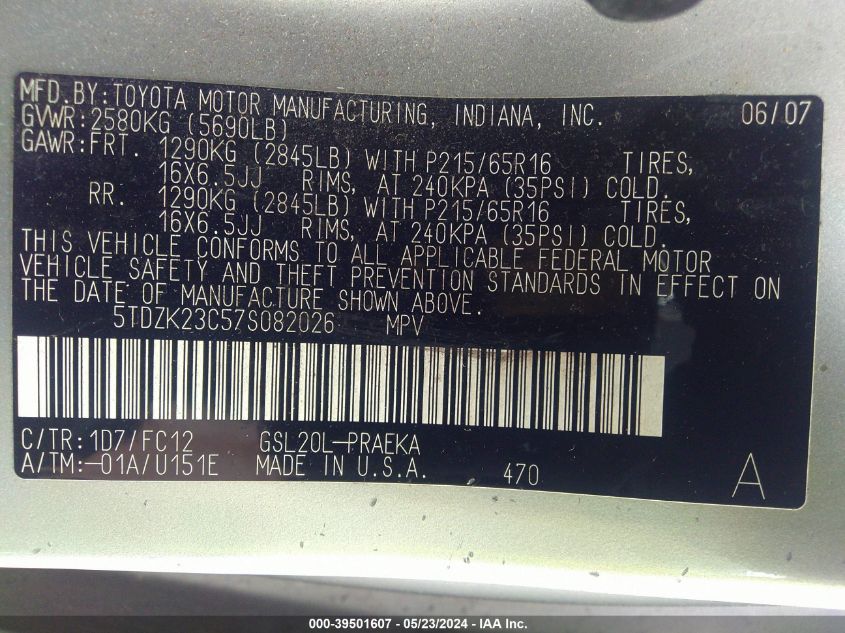 MFD.BY:TOYOTA MOTOR MANUFACTURING, INDIANA, INC. 06/07
GVWR:2580KG (5690LB)
GAWR:FRT. 1290KG (2845LB) WITH P215/65R16 TIRES,
16X6.5JJ RIMS, AT 240KPA (35PSI) COLD.
RR. 1290KG (2845LB) WITH P215/65R16 TIRES,
16X6.5JJ RIMS, AT 240KPA (35PSI) COLD.
THIS VEHICLE CONFORMS TO ALL APPLICABLE FEDERAL MOTOR
VEHICLE SAFETY AND THEFT PREVENTION STANDARDS IN EFFECT ON
THE DATE OF MANUFACTURE SHOWN ABOVE.
5TDZK23C57S082026 MPV
C/TR:1D7/FC12 GSL20L-PRAEKA
A/TM:-01A/U151E MADE IN U.S.A. 470 A
000-39501607 - 05/23/2024 - IAA Inc.